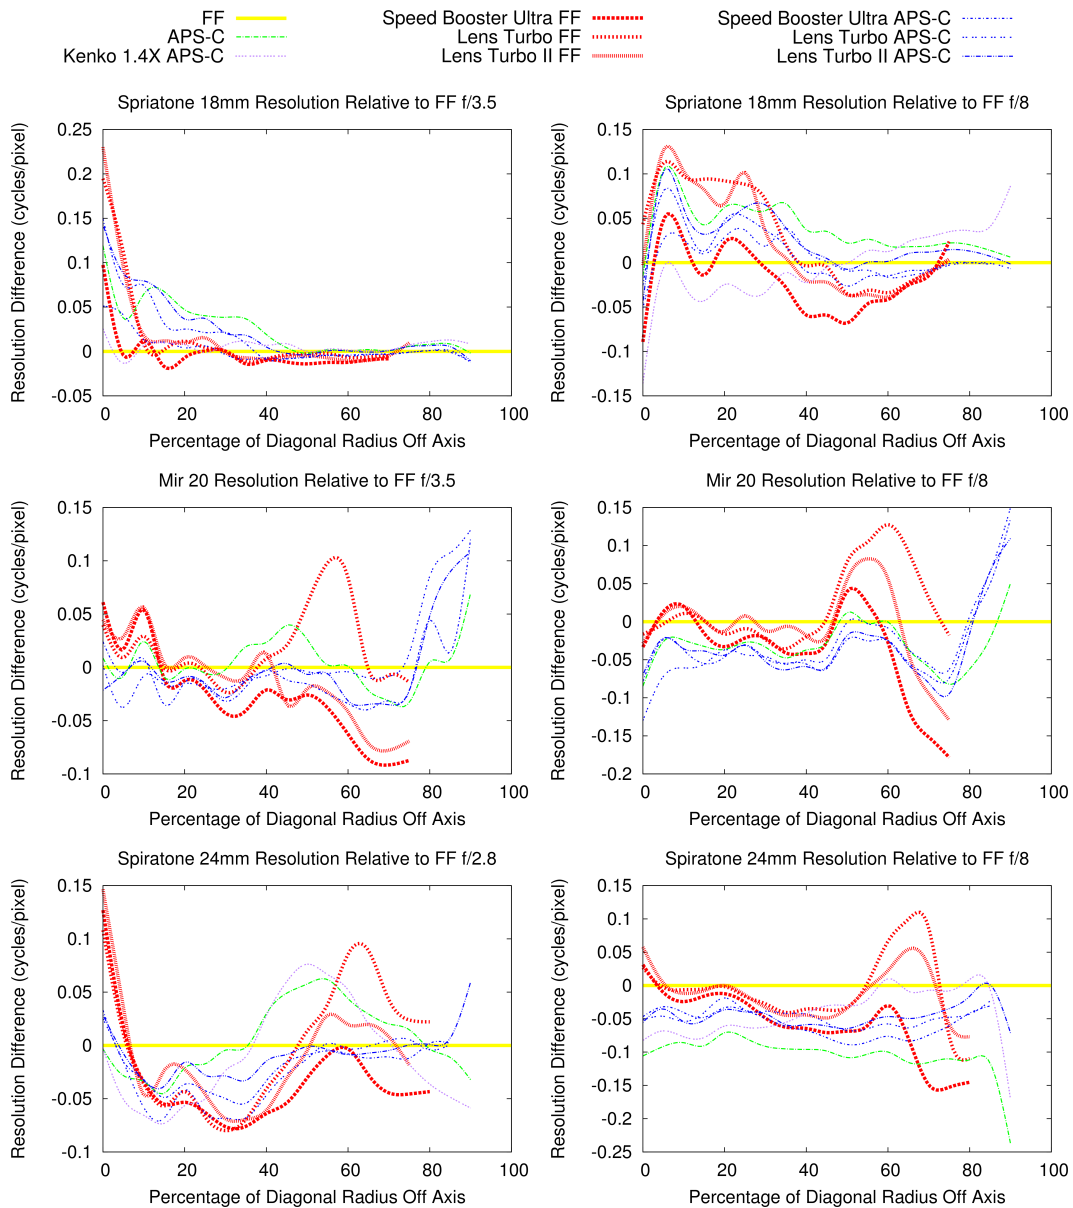 FF
APS-C
Kenko 1.4X APS-C
Speed Booster Ultra FF
Lens Turbo FF
Lens Turbo II FF
Speed Booster Ultra APS-C
Lens Turbo APS-C
Lens Turbo II APS-C
Spriatone 18mm Resolution Relative to FF f/3.5
Resolution Difference (cycles/pixel)
0.25
0.2
0.15
0.1
0.05
0
-0.05
0 20 40 60 80 100
Percentage of Diagonal Radius Off Axis
Spriatone 18mm Resolution Relative to FF f/8
Resolution Difference (cycles/pixel)
0.15
0.1
0.05
0
-0.05
-0.1
-0.15
0 20 40 60 80 100
Percentage of Diagonal Radius Off Axis
Mir 20 Resolution Relative to FF f/3.5
Resolution Difference (cycles/pixel)
0.15
0.1
0.05
0
-0.05
-0.1
0 20 40 60 80 100
Percentage of Diagonal Radius Off Axis
Mir 20 Resolution Relative to FF f/8
Resolution Difference (cycles/pixel)
0.15
0.1
0.05
0
-0.05
-0.1
-0.15
-0.2
0 20 40 60 80 100
Percentage of Diagonal Radius Off Axis
Spiratone 24mm Resolution Relative to FF f/2.8
Resolution Difference (cycles/pixel)
0.15
0.1
0.05
0
-0.05
-0.1
0 20 40 60 80 100
Percentage of Diagonal Radius Off Axis
Spiratone 24mm Resolution Relative to FF f/8
Resolution Difference (cycles/pixel)
0.15
0.1
0.05
0
-0.05
-0.1
-0.15
-0.2
-0.25
0 20 40 60 80 100
Percentage of Diagonal Radius Off Axis